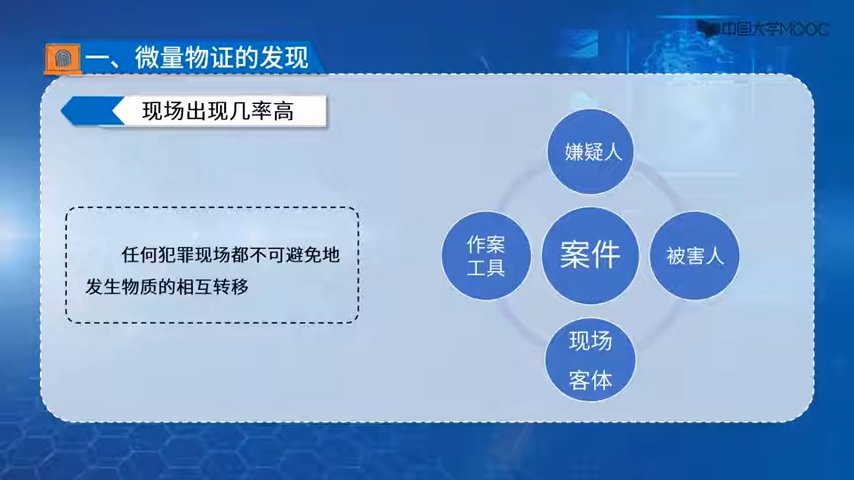 中国大学MOOC
一、微量物证的发现
现场出现几率高
任何犯罪现场都不可避免地
发生物质的相互转移
嫌疑人
作案
工具
案件
被害人
现场
客体